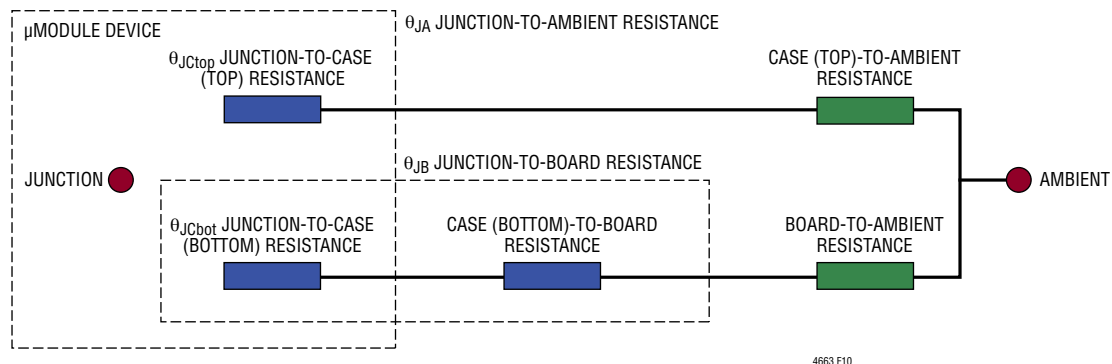 µMODULE DEVICE
θJA JUNCTION-TO-AMBIENT RESISTANCE
θJCtop JUNCTION-TO-CASE
(TOP) RESISTANCE
CASE (TOP)-TO-AMBIENT
RESISTANCE
θJB JUNCTION-TO-BOARD RESISTANCE
JUNCTION
AMBIENT
θJCbot JUNCTION-TO-CASE
(BOTTOM) RESISTANCE
CASE (BOTTOM)-TO-BOARD
RESISTANCE
BOARD-TO-AMBIENT
RESISTANCE
4663 F10